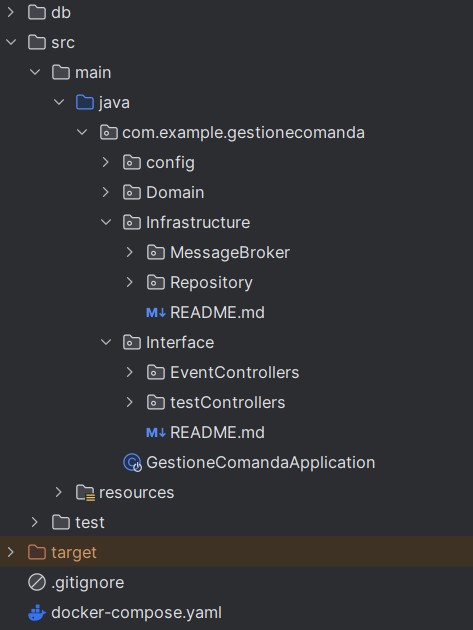 db
src
main
java
com.example.gestionecomanda
config
Domain
Infrastructure
MessageBroker
Repository
M↓ README.md
Interface
EventControllers
testControllers
M↓ README.md
GestioneComandaApplication
resources
test
target
.gitignore
docker-compose.yaml